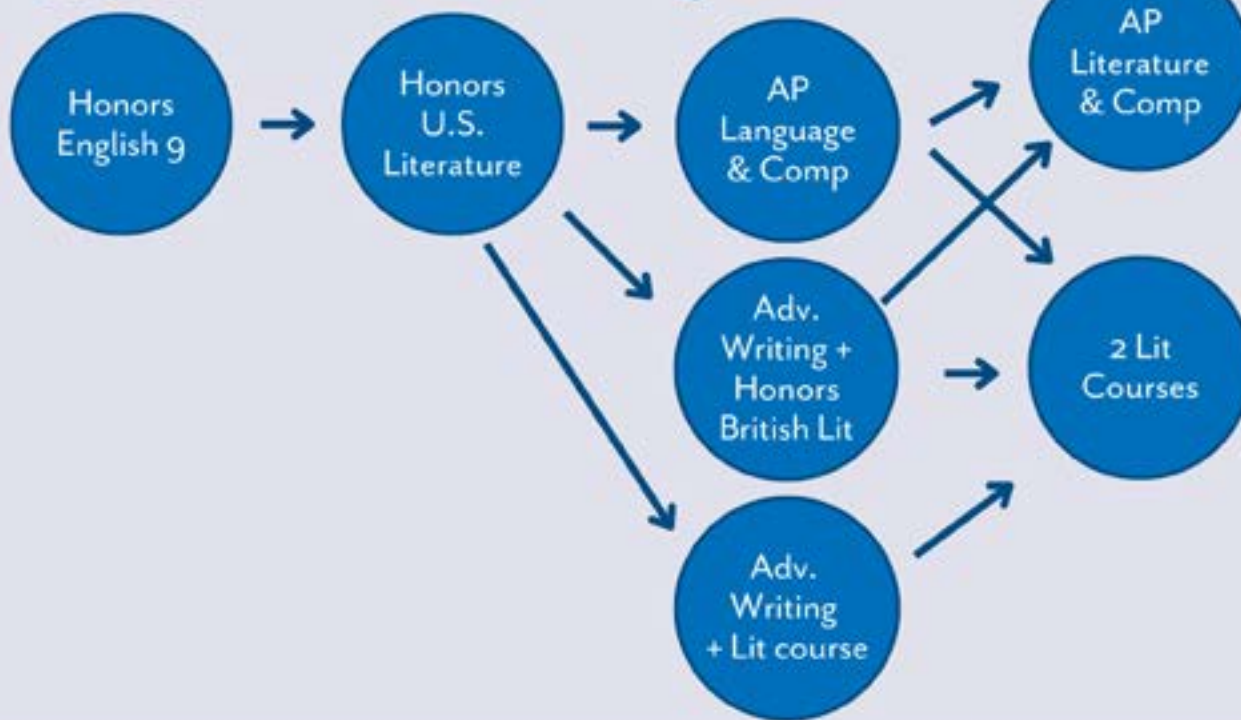 Honors
English 9
Honors
U.S.
Literature
AP
Language
& Comp
Adv.
Writing +
Honors
British Lit
Adv.
Writing
+ Lit course
AP
Literature
& Comp
2 Lit
Courses